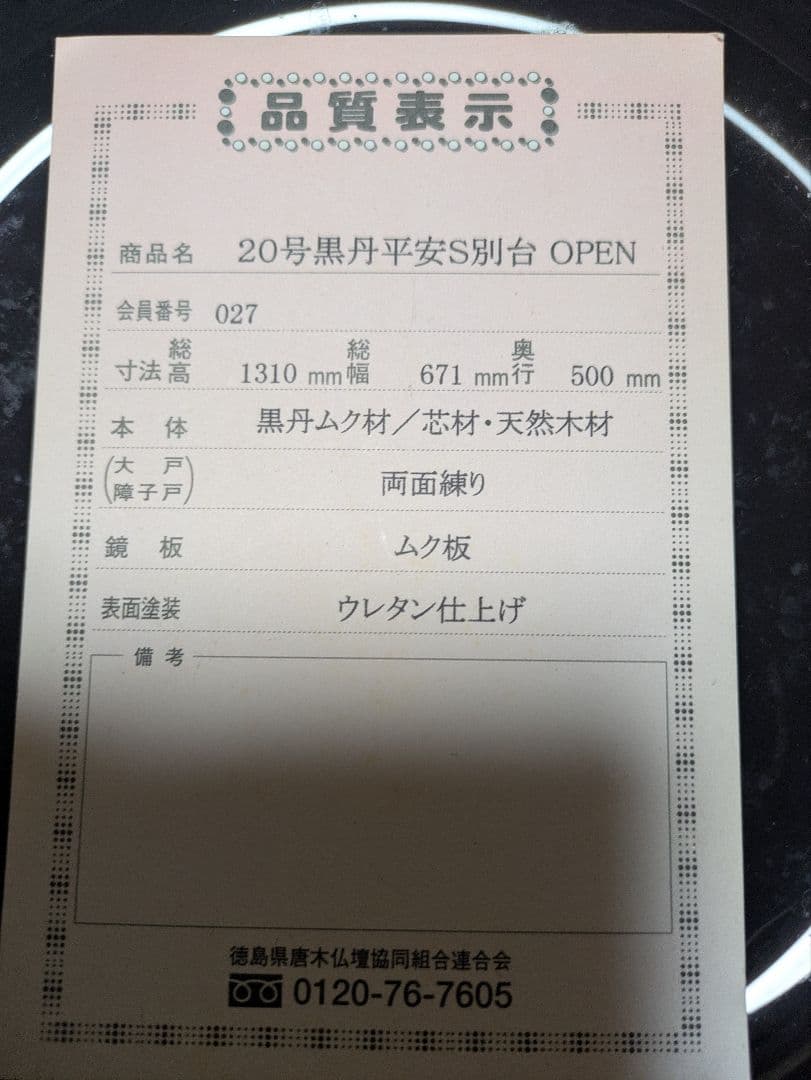 品質表示
商品名 20号黒丹平安S別台 OPEN
会員番号 027
寸法 総高 1310 mm 総幅 671 mm 奥行 500 mm
本体 黒丹ムク材／芯材・天然木材
(大戸 障子戸) 両面練り
鏡板 ムク板
表面塗装 ウレタン仕上げ
備考
徳島県唐木仏壇協同組合連合会
0120-76-7605